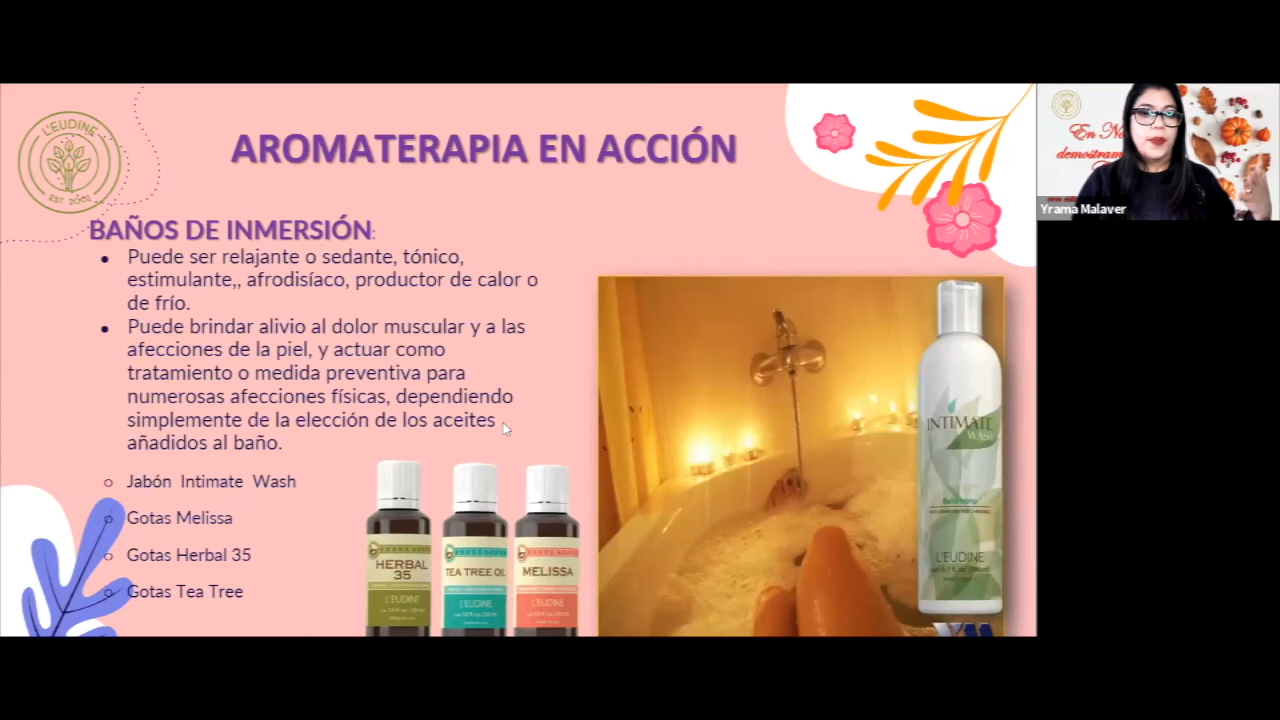 L'EUDINE
EST. 2001
AROMATERAPIA EN ACCIÓN
BAÑOS DE INMERSIÓN:
Puede ser relajante o sedante, tónico,
estimulante,, afrodisíaco, productor de calor o
de frío.
Puede brindar alivio al dolor muscular y a las
afecciones de la piel, y actuar como
tratamiento o medida preventiva para
numerosas afecciones físicas, dependiendo
simplemente de la elección de los aceites
añadidos al baño.
Jabón Intimate Wash
Gotas Melissa
Gotas Herbal 35
Gotas Tea Tree
HERBAL
35
L'EUDINE
TEA TREE OIL
L'EUDINE
MELISSA
L'EUDINE
INTIMATE
WASH
L'EUDINE
En No
demostram
Yrama Malaver